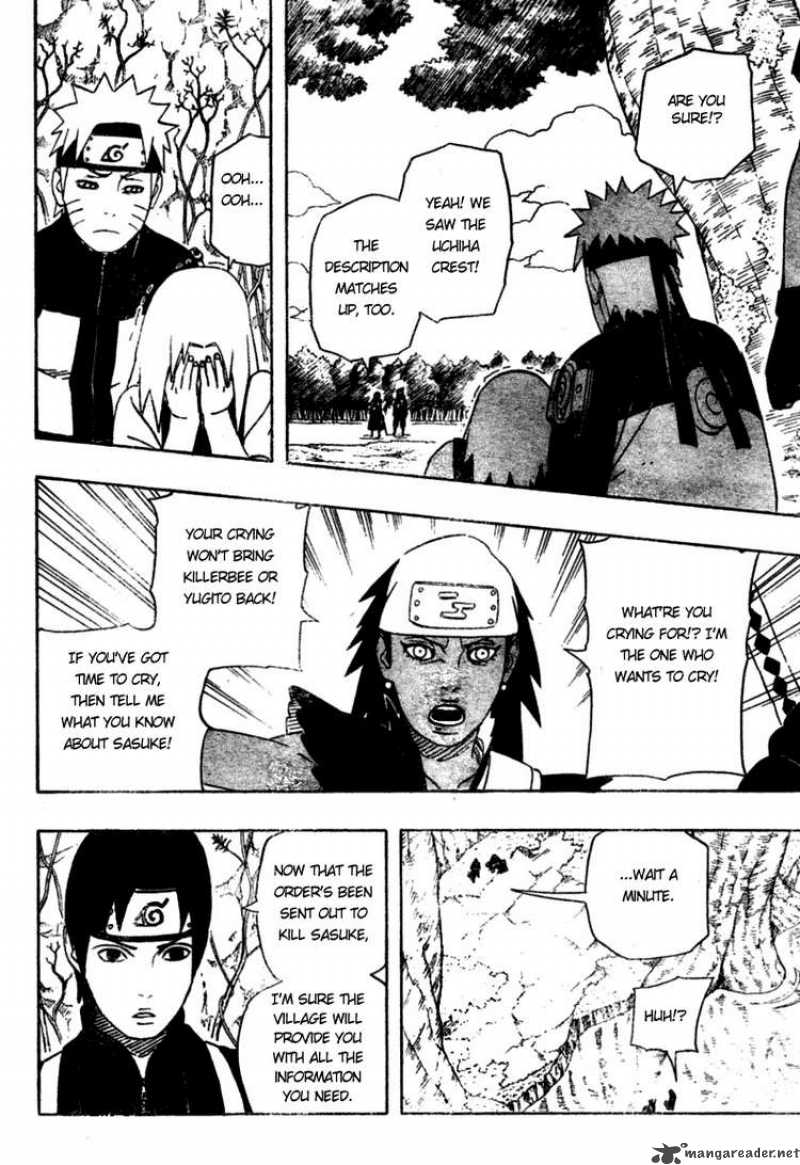 ARE YOU
SURE!?
YEAH! WE
SAW THE
UCHIHA
CREST!
THE
DESCRIPTION
MATCHES
UP, TOO.
OOH...
OOH...
WHAT'RE YOU
CRYING FOR!? I'M
THE ONE WHO
WANTS TO CRY!
YOUR CRYING
WON'T BRING
KILLERBEE OR
YUGITO BACK!
IF YOU'VE GOT
TIME TO CRY,
THEN TELL ME
WHAT YOU KNOW
ABOUT SASUKE!
...WAIT A
MINUTE.
HUH!?
NOW THAT THE
ORDER'S BEEN
SENT OUT TO
KILL SASUKE,
I'M SURE THE
VILLAGE WILL
PROVIDE YOU
WITH ALL THE
INFORMATION
YOU NEED.
mangareader.net